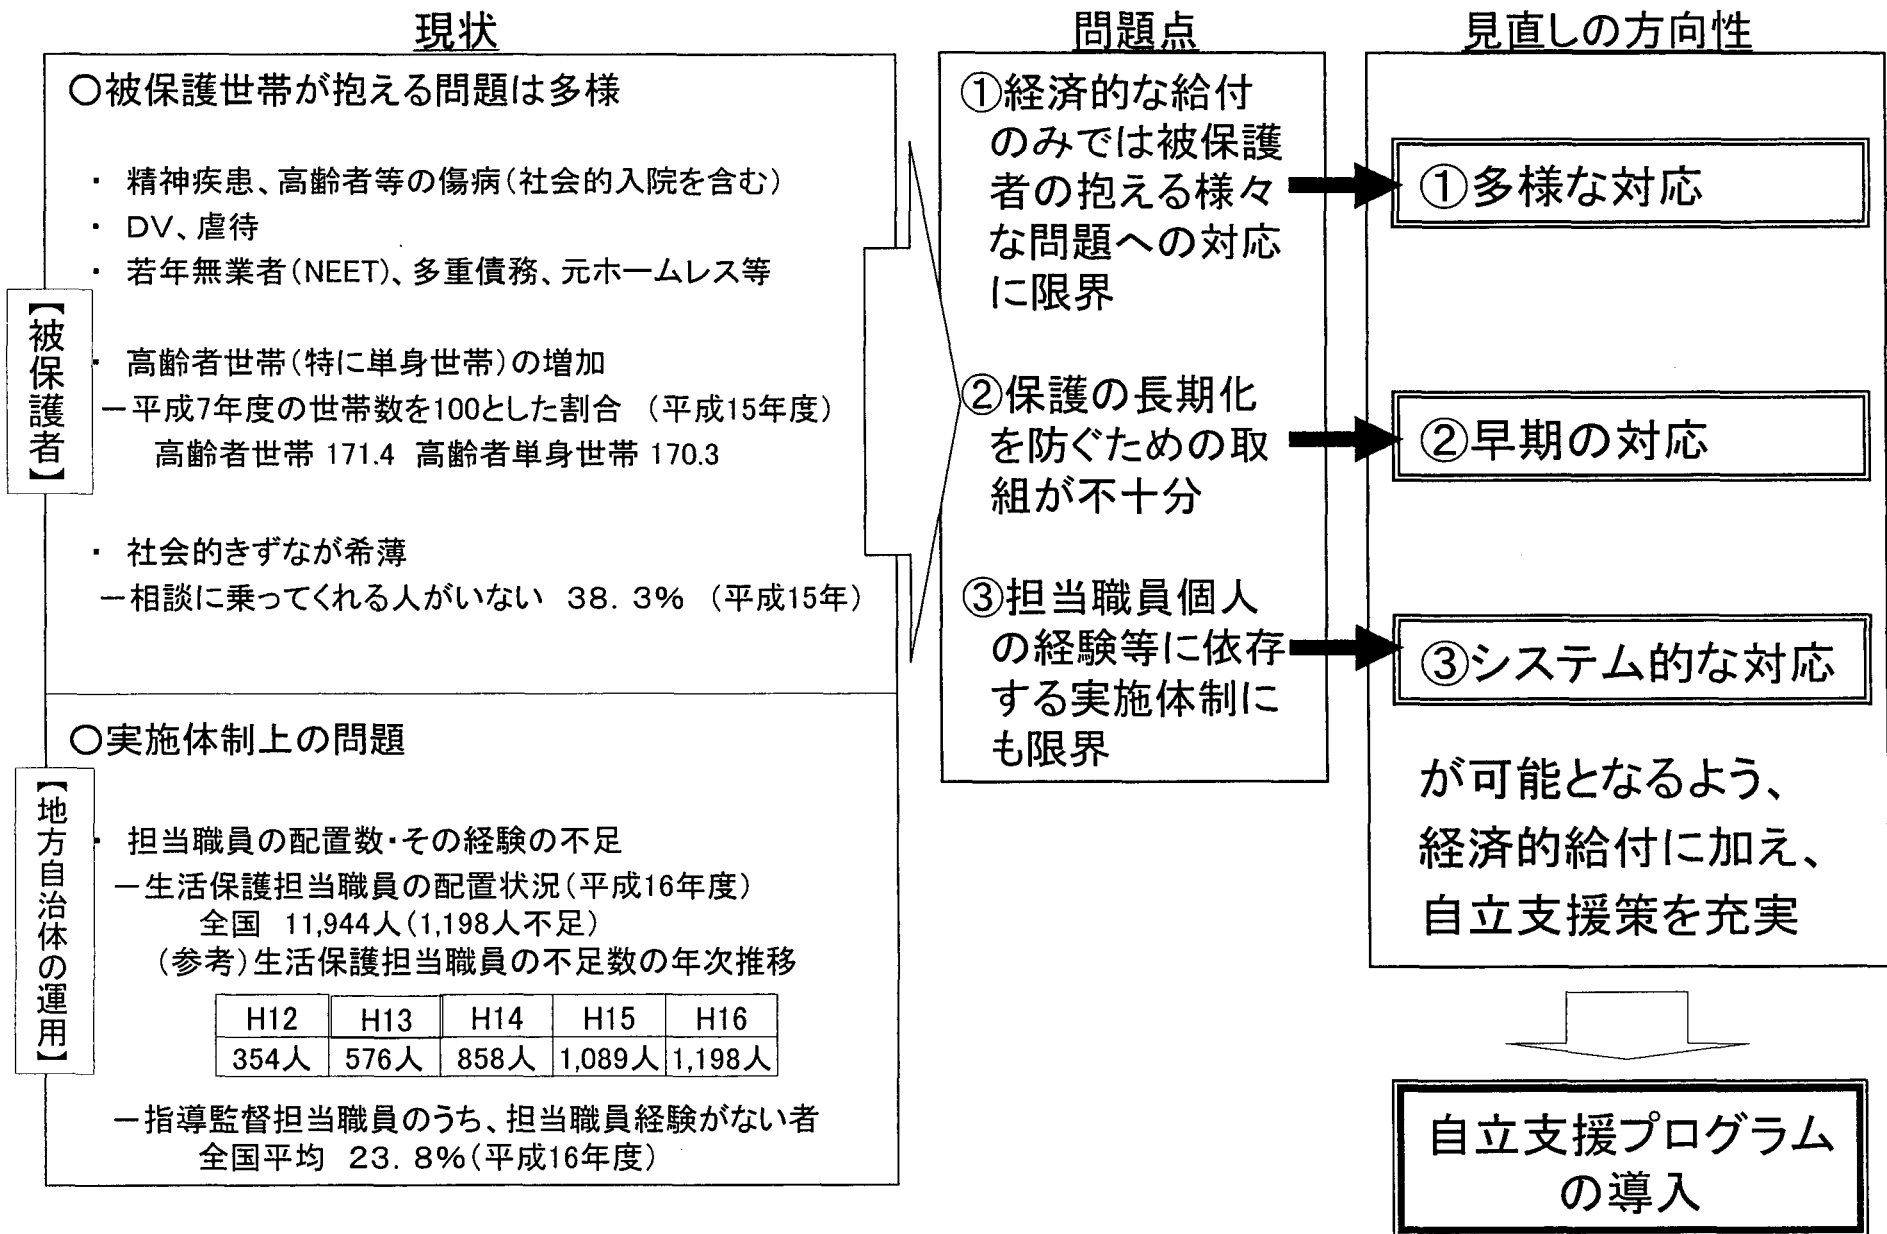 現状
【被保護者】
〇被保護世帯が抱える問題は多様
・ 精神疾患、高齢者等の傷病(社会的入院を含む)
・ DV、虐待
・ 若年無業者(NEET)、多重債務、元ホームレス等
・ 高齢者世帯(特に単身世帯)の増加
－平成7年度の世帯数を100とした割合 (平成15年度)
高齢者世帯 171.4 高齢者単身世帯 170.3
・ 社会的きずなが希薄
－相談に乗ってくれる人がいない 38.3% (平成15年)
【地方自治体の運用】
〇実施体制上の問題
・ 担当職員の配置数・その経験の不足
－生活保護担当職員の配置状況(平成16年度)
全国 11,944人(1,198人不足)
(参考)生活保護担当職員の不足数の年次推移
H12 H13 H14 H15 H16
354人 576人 858人 1,089人 1,198人
－指導監督担当職員のうち、担当職員経験がない者
全国平均 23.8%(平成16年度)
問題点
①経済的な給付
のみでは被保護
者の抱える様々
な問題への対応
に限界
②保護の長期化
を防ぐための取
組が不十分
③担当職員個人
の経験等に依存
する実施体制に
も限界
見直しの方向性
①多様な対応
②早期の対応
③システム的な対応
が可能となるよう、
経済的給付に加え、
自立支援策を充実
自立支援プログラム
の導入